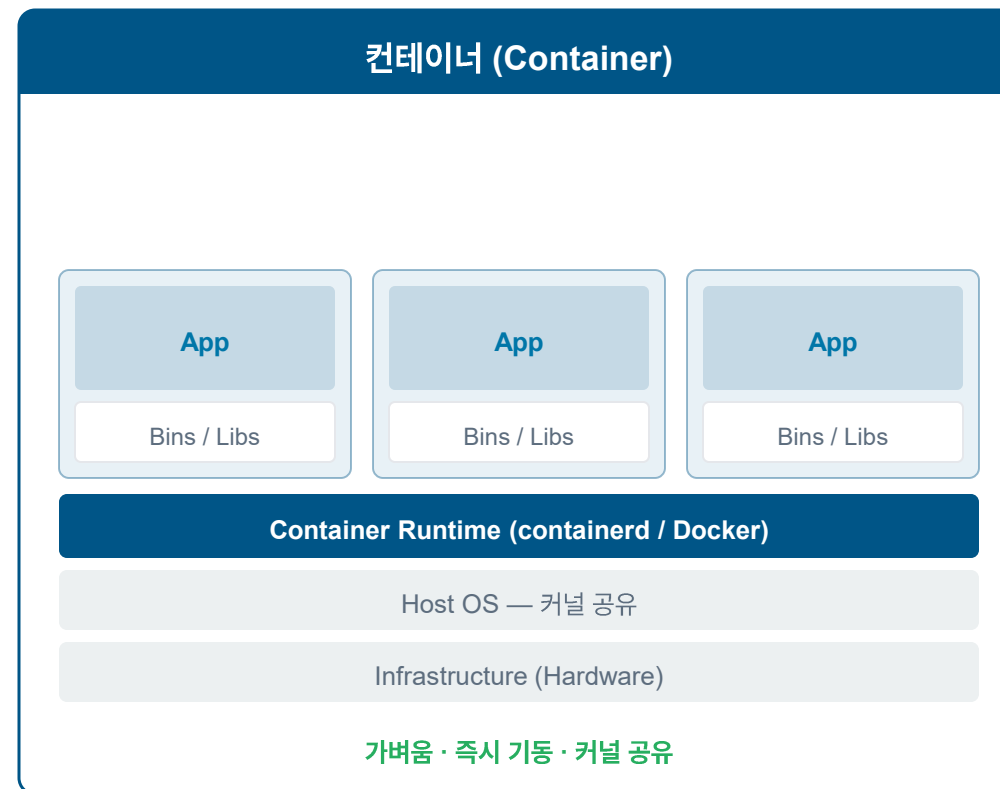 컨테이너 (Container)
App
App
App
Bins / Libs
Bins / Libs
Bins / Libs
Container Runtime (containerd / Docker)
Host OS — 커널 공유
Infrastructure (Hardware)
가벼움 · 즉시 기동 · 커널 공유